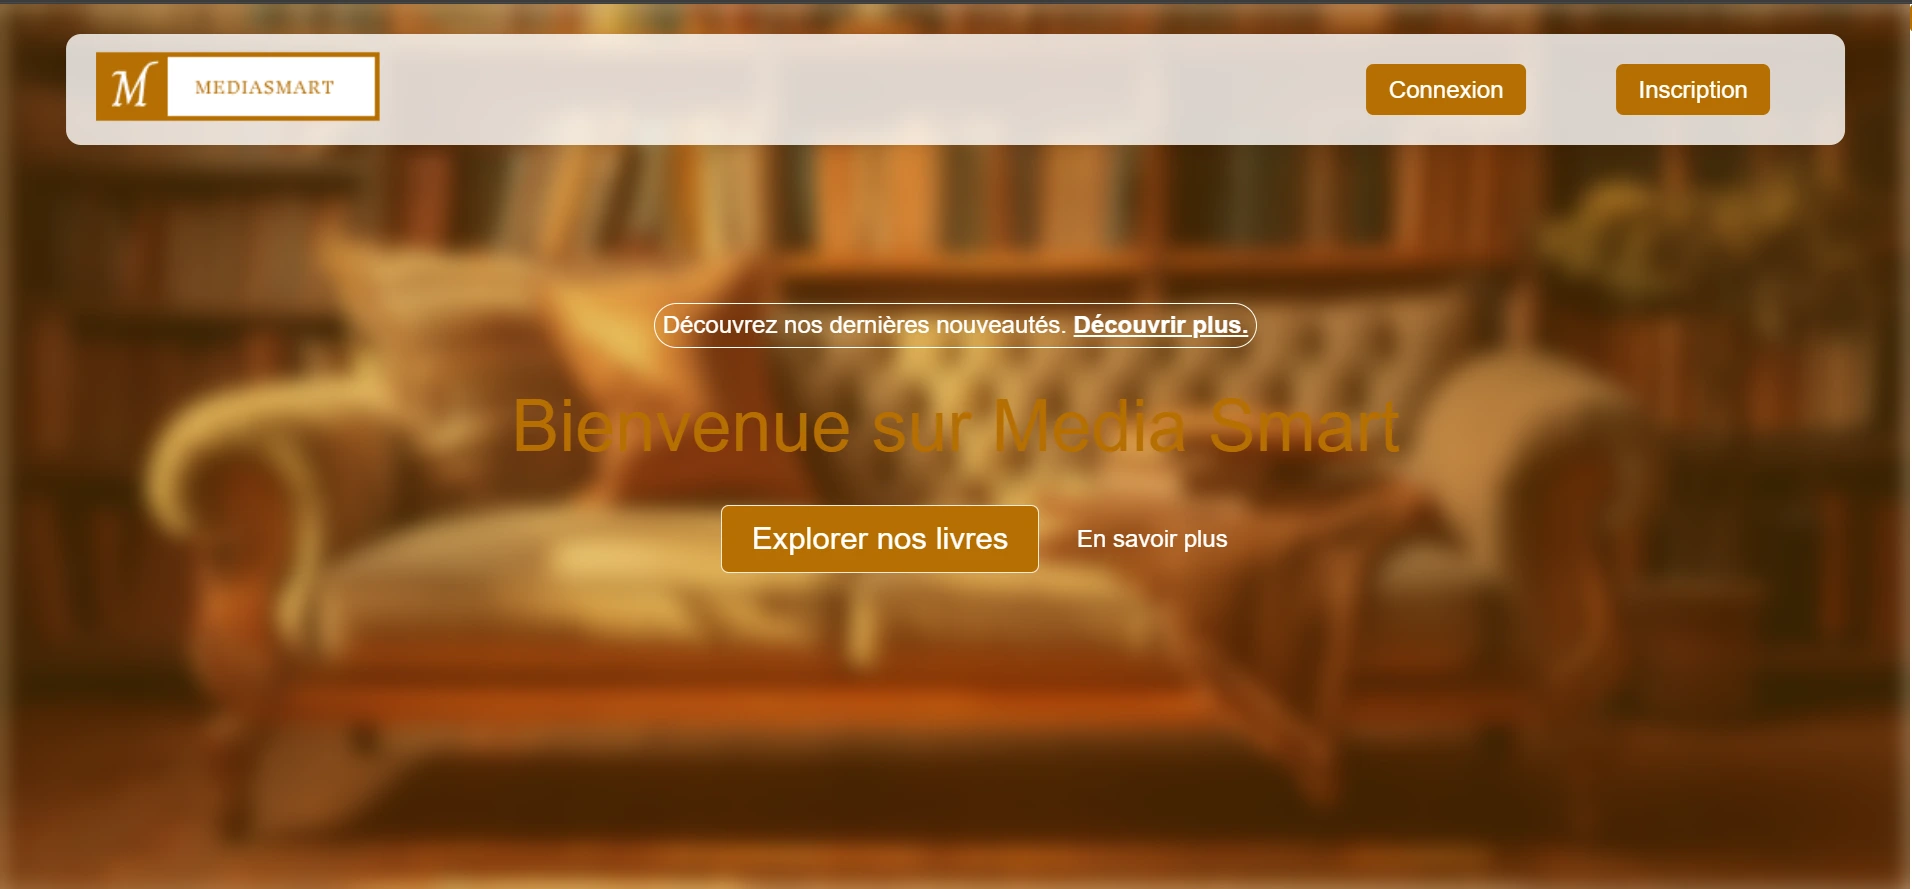 M MEDIASMART
Connexion
Inscription
Découvrez nos dernières nouveautés. Découvrir plus.
Bienvenue sur Media Smart
Explorer nos livres
En savoir plus